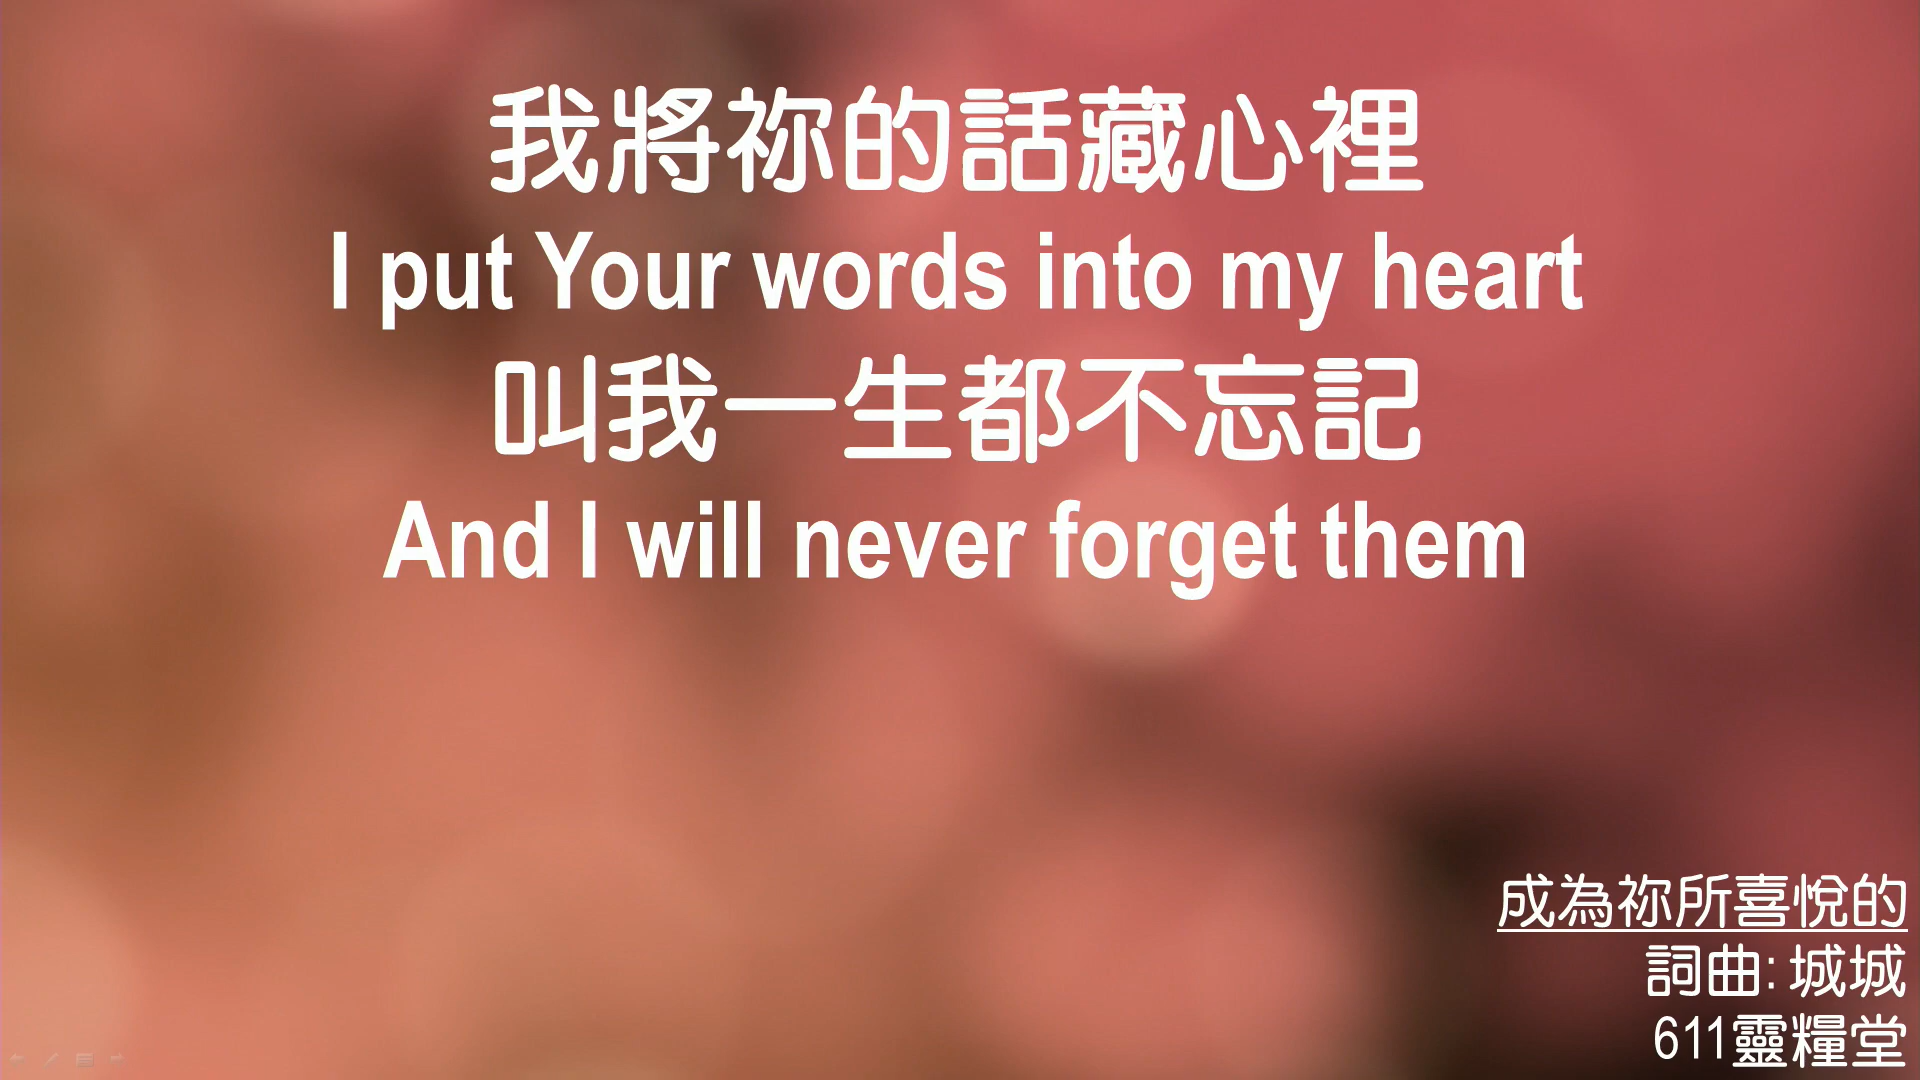 我將祢的話藏心裡
I put Your words into my heart
叫我一生都不忘記
And I will never forget them
成為祢所喜悅的
詞曲: 城城
611靈糧堂